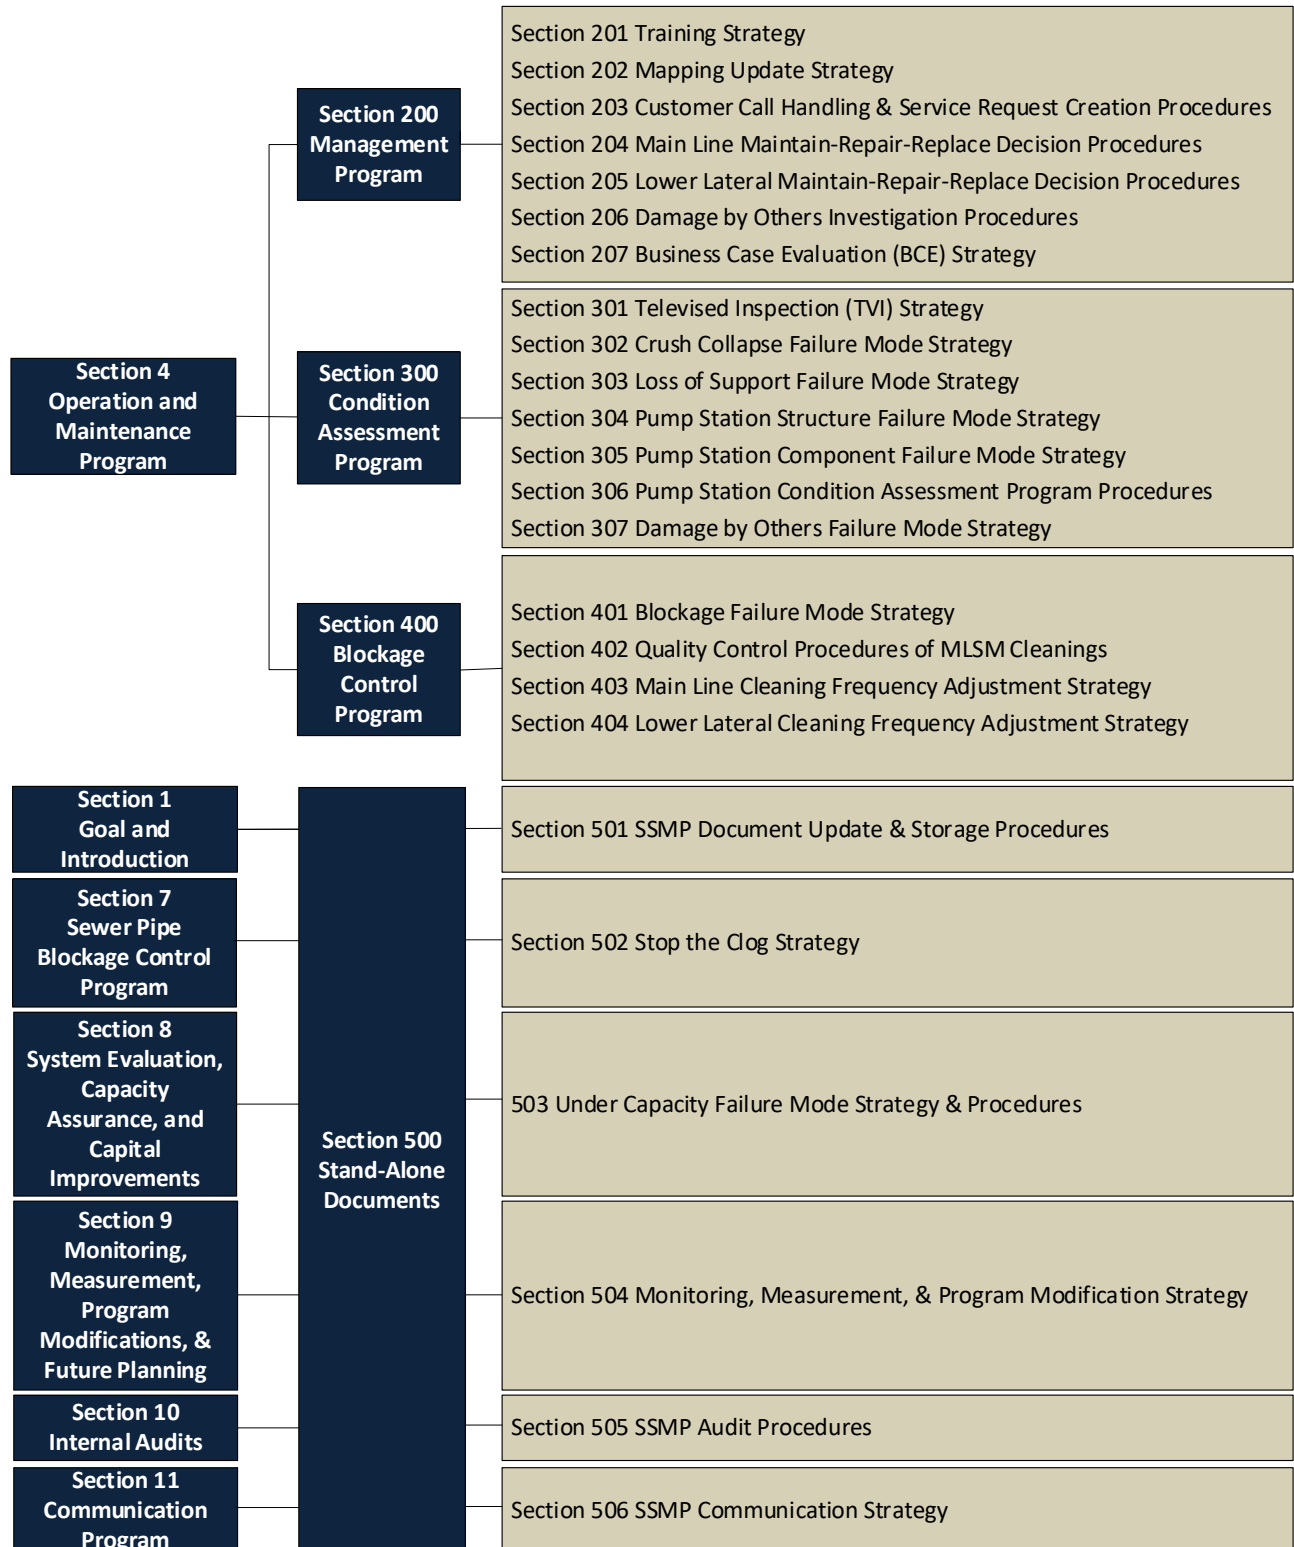 Section 201 Training Strategy
Section 202 Mapping Update Strategy
Section 203 Customer Call Handling & Service Request Creation Procedures
Section 204 Main Line Maintain-Repair-Replace Decision Procedures
Section 205 Lower Lateral Maintain-Repair-Replace Decision Procedures
Section 206 Damage by Others Investigation Procedures
Section 207 Business Case Evaluation (BCE) Strategy
Section 200
Management
Program
Section 4
Operation and
Maintenance
Program
Section 300
Condition
Assessment
Program
Section 301 Televised Inspection (TVI) Strategy
Section 302 Crush Collapse Failure Mode Strategy
Section 303 Loss of Support Failure Mode Strategy
Section 304 Pump Station Structure Failure Mode Strategy
Section 305 Pump Station Component Failure Mode Strategy
Section 306 Pump Station Condition Assessment Program Procedures
Section 307 Damage by Others Failure Mode Strategy
Section 400
Blockage
Control
Program
Section 401 Blockage Failure Mode Strategy
Section 402 Quality Control Procedures of MLSM Cleanings
Section 403 Main Line Cleaning Frequency Adjustment Strategy
Section 404 Lower Lateral Cleaning Frequency Adjustment Strategy
Section 1
Goal and
Introduction
Section 7
Sewer Pipe
Blockage Control
Program
Section 8
System Evaluation,
Capacity
Assurance, and
Capital
Improvements
Section 9
Monitoring,
Measurement,
Program
Modifications, &
Future Planning
Section 10
Internal Audits
Section 11
Communication
Program
Section 500
Stand-Alone
Documents
Section 501 SSMP Document Update & Storage Procedures
Section 502 Stop the Clog Strategy
503 Under Capacity Failure Mode Strategy & Procedures
Section 504 Monitoring, Measurement, & Program Modification Strategy
Section 505 SSMP Audit Procedures
Section 506 SSMP Communication Strategy